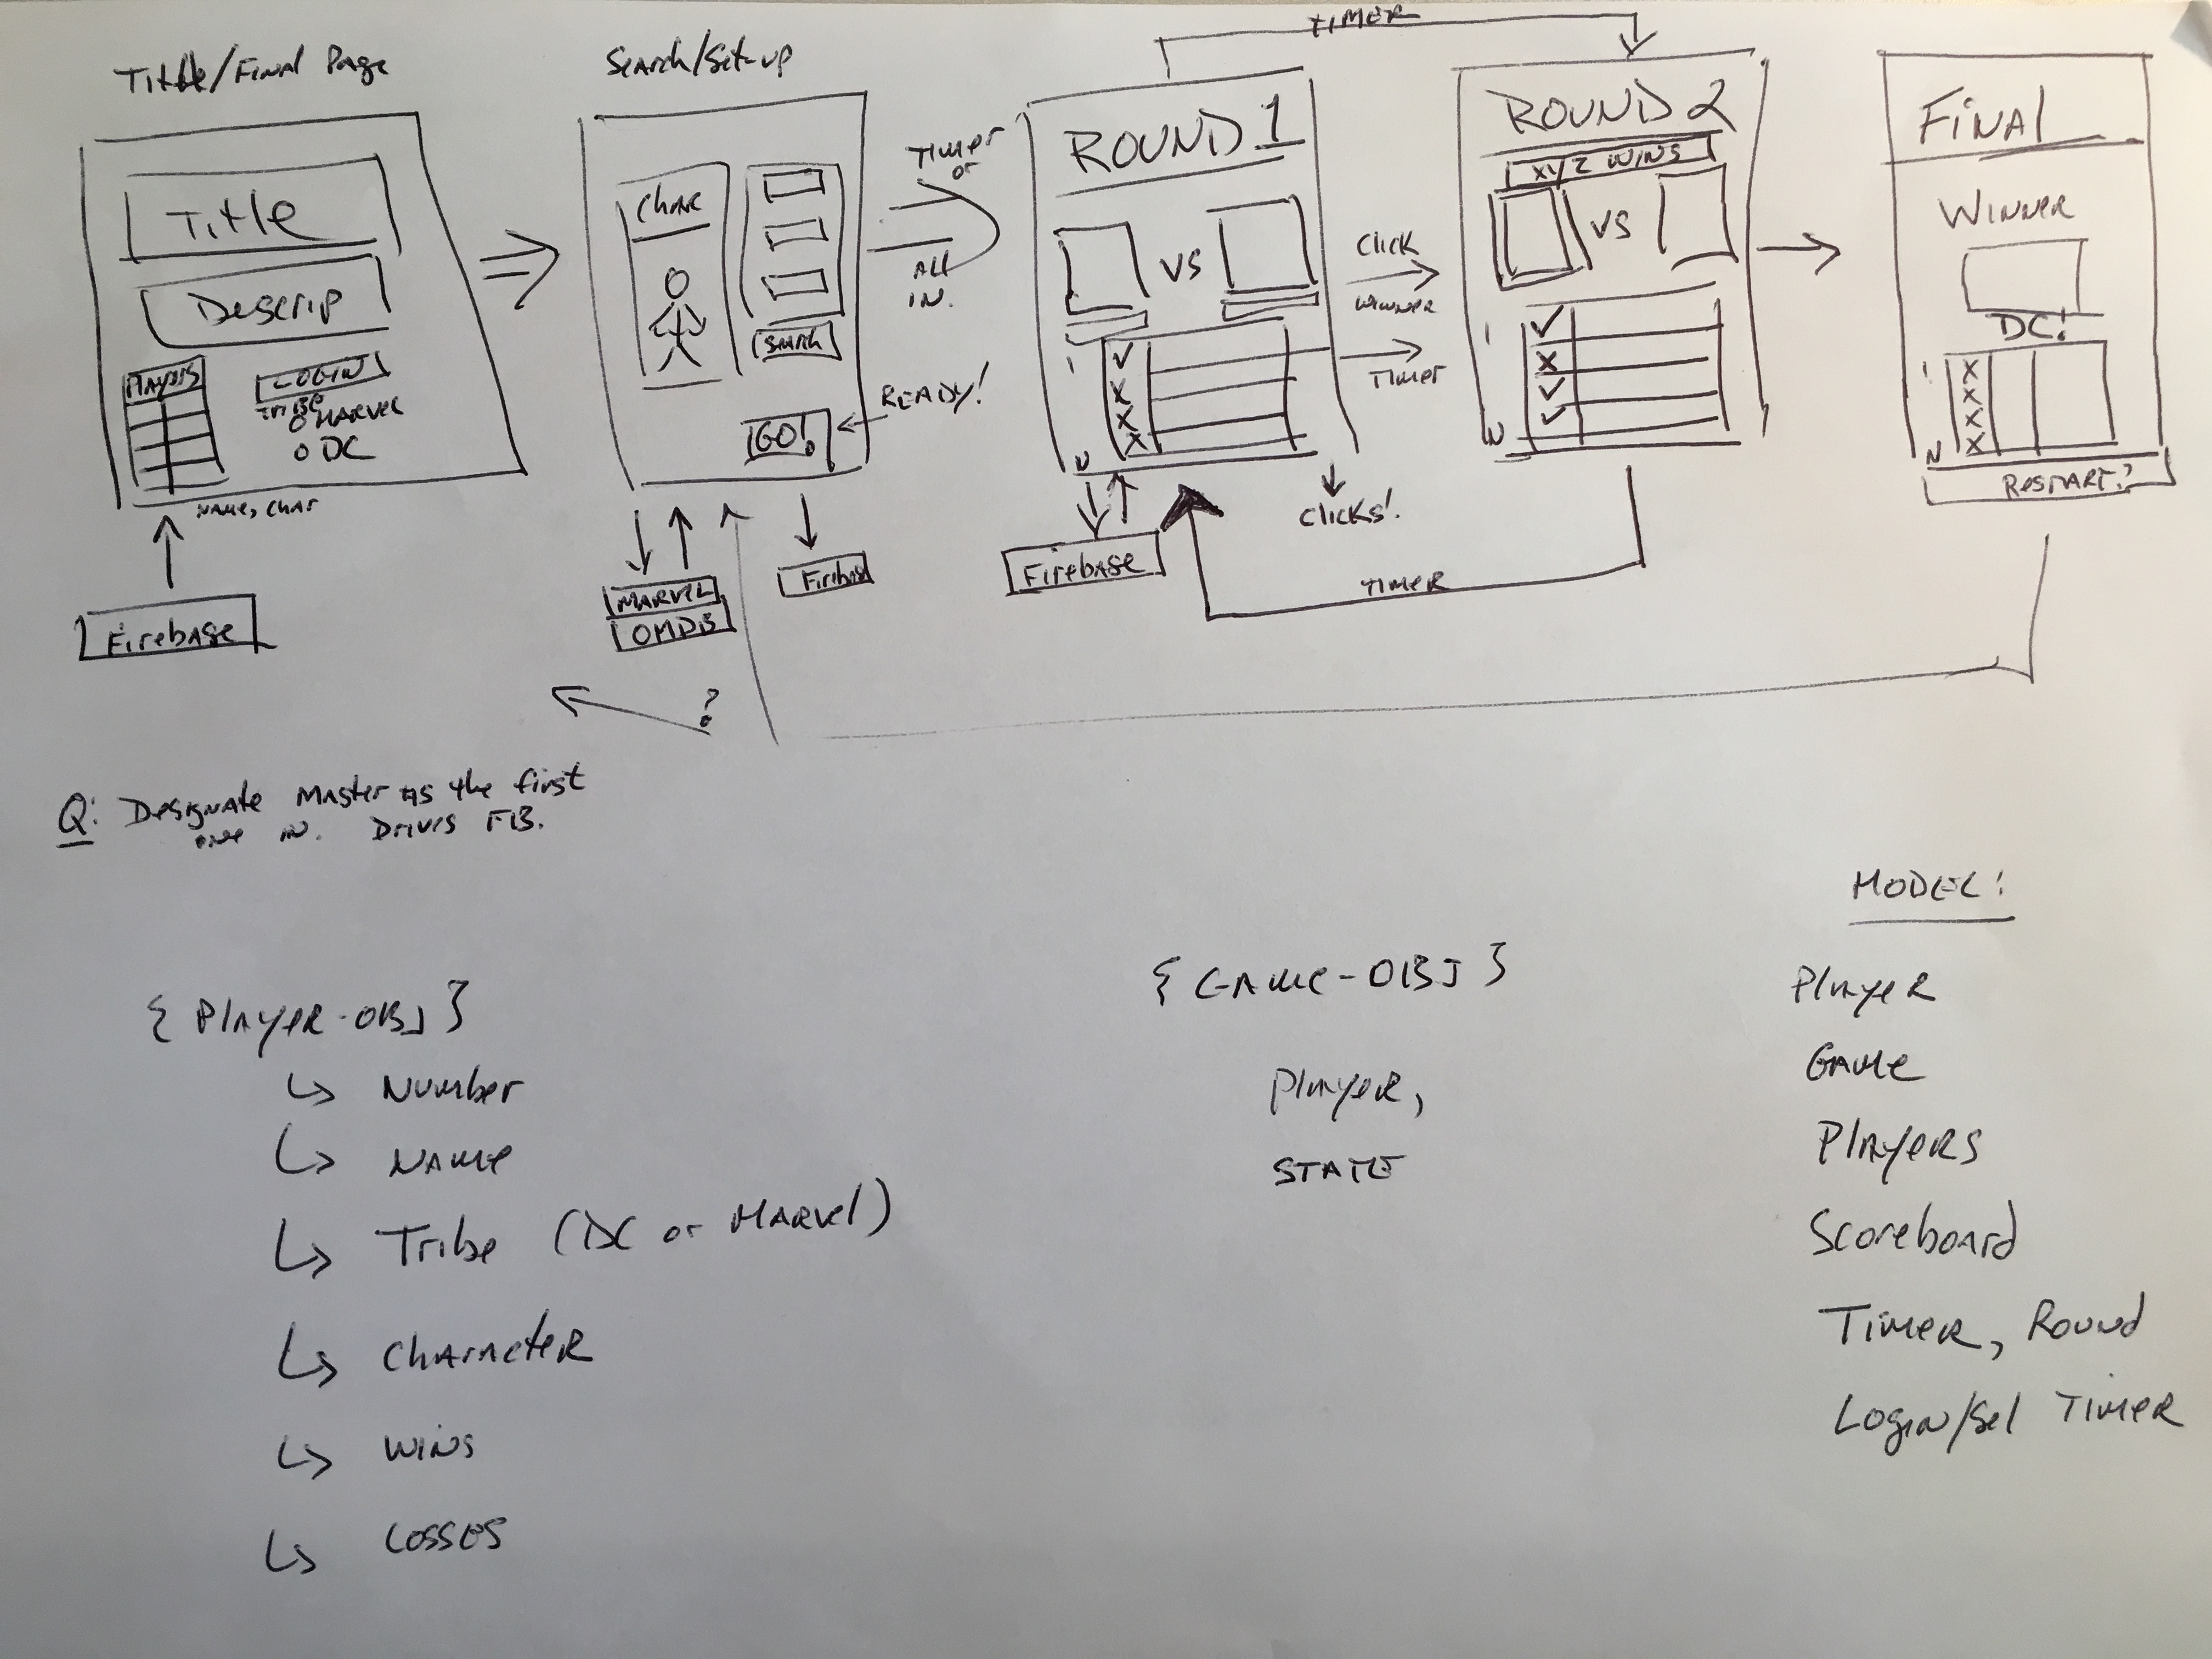 Title/Final Page
Title
Descrip
Players
LOGIN
TRIBE
O MARVEL
O DC
NAME, CHAR
Firebase
Search/Set-up
CHAR
Search
GO!
READY!
MARVEL
OMDB
Firebase
?
TIMER
or
ALL
IN.
TIMER
ROUND 1
VS
1
✓
X
X
X
N
Firebase
Clicks!
Click
Winner
TIMER
TIMER
ROUND 2
XYZ WINS
VS
1
✓
X
✓
✓
N
FINAL
WINNER
DC!
1
X
X
X
X
N
RESTART?
Q: Designate Master as the first
one in. Drives FB.
{ Player-OBJ }
↳ Number
↳ NAME
↳ Tribe (DC or Marvel)
↳ Character
↳ Wins
↳ Losses
{ GAME-OBJ }
Player,
STATE
MODEL:
Player
GAME
Players
Scoreboard
Timer, Round
Login/Sel Timer